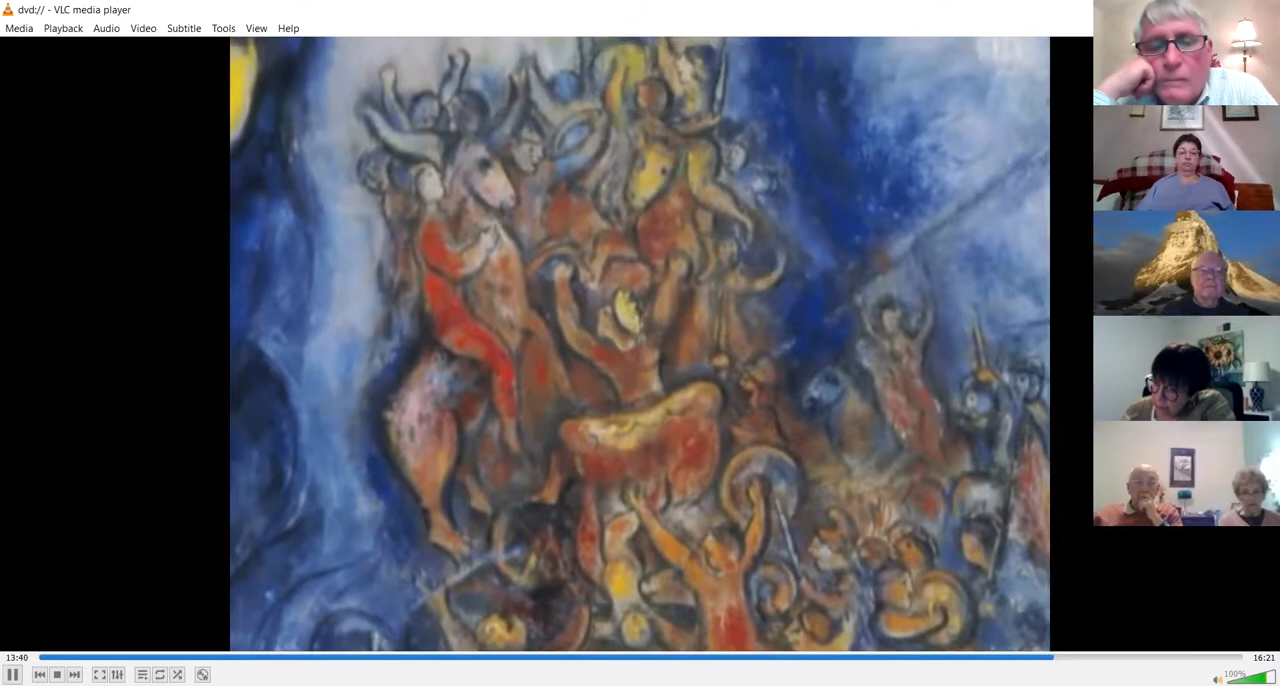 dvd:// - VLC media player
Media Playback Audio Video Subtitle Tools View Help
13:40
16:21
100%